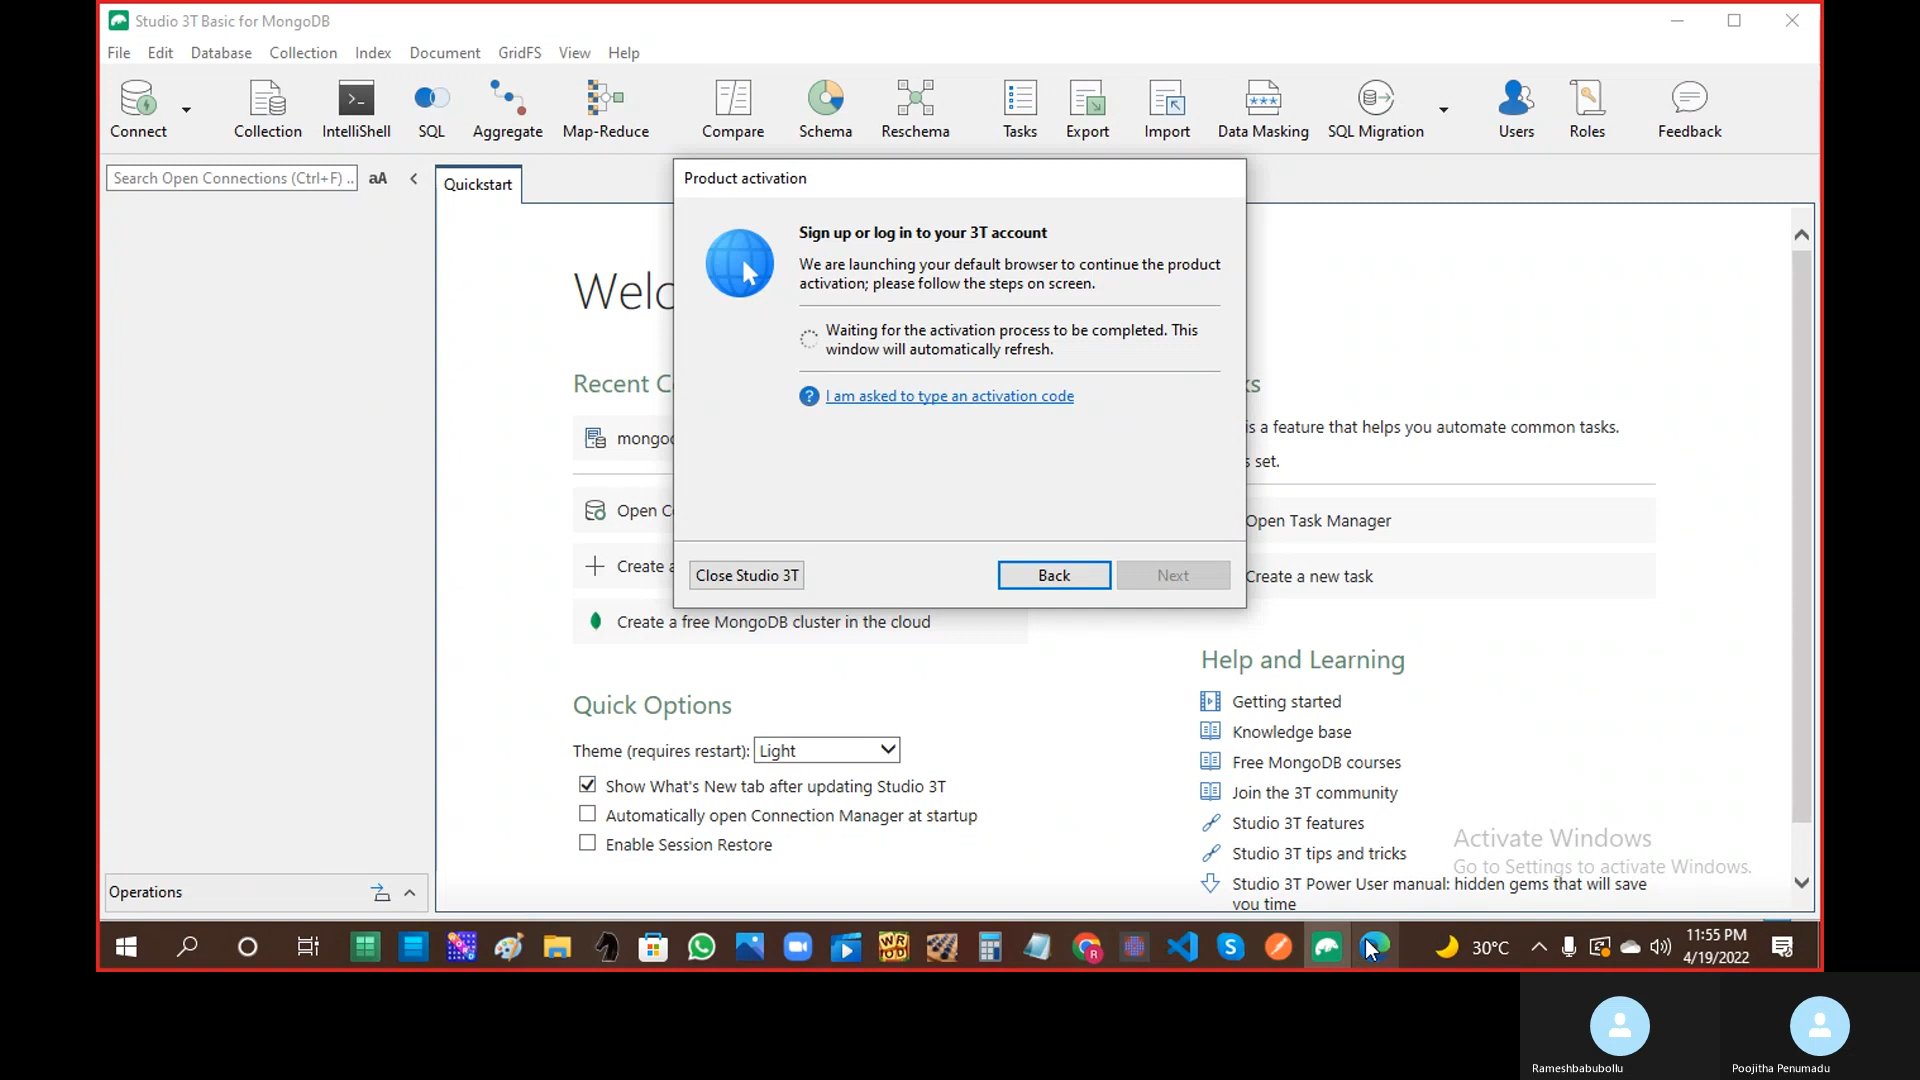 Studio 3T Basic for MongoDB
File Edit Database Collection Index Document GridFS View Help
Connect Collection IntelliShell SQL Aggregate Map-Reduce Compare Schema Reschema Tasks Export Import Data Masking SQL Migration Users Roles Feedback
Search Open Connections (Ctrl+F) .. aA
Quickstart
Product activation
Sign up or log in to your 3T account
We are launching your default browser to continue the product
activation; please follow the steps on screen.
Waiting for the activation process to be completed. This
window will automatically refresh.
I am asked to type an activation code
Close Studio 3T Back Next
Welc
Recent C
mongo
Open C
Create a
Create a free MongoDB cluster in the cloud
ks
is a feature that helps you automate common tasks.
s set.
Open Task Manager
Create a new task
Quick Options
Theme (requires restart): Light
Show What's New tab after updating Studio 3T
Automatically open Connection Manager at startup
Enable Session Restore
Help and Learning
Getting started
Knowledge base
Free MongoDB courses
Join the 3T community
Studio 3T features
Studio 3T tips and tricks
Studio 3T Power User manual: hidden gems that will save
you time
Activate Windows
Go to Settings to activate Windows.
Operations
30°C
11:55 PM
4/19/2022
Rameshbabubollu
Poojitha Penumadu